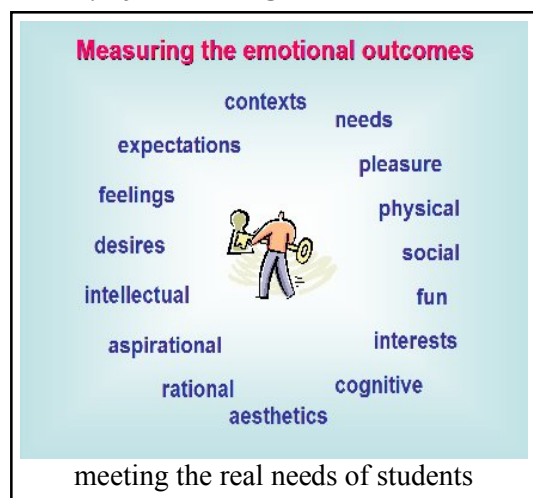 Measuring the emotional outcomes
contexts
needs
expectations
pleasure
feelings
physical
desires
social
intellectual
fun
aspirational
interests
rational
cognitive
aesthetics
meeting the real needs of students